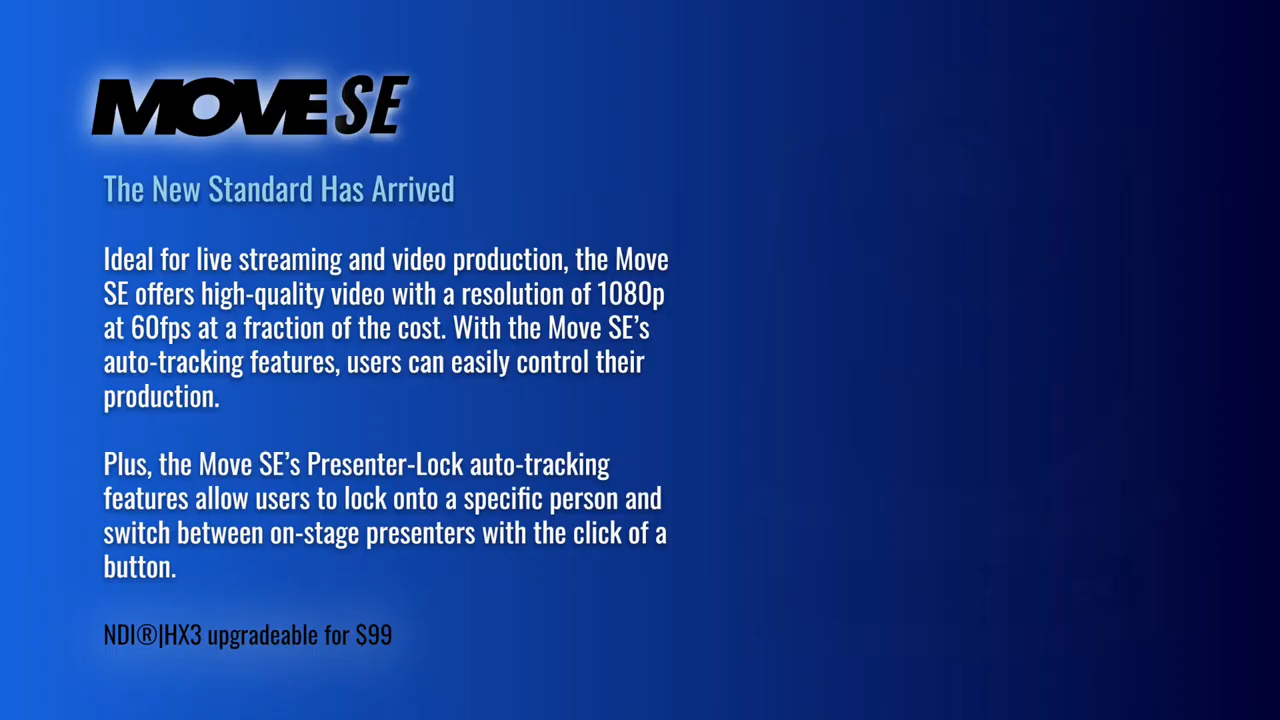 MOVE SE
The New Standard Has Arrived
Ideal for live streaming and video production, the Move
SE offers high-quality video with a resolution of 1080p
at 60fps at a fraction of the cost. With the Move SE’s
auto-tracking features, users can easily control their
production.
Plus, the Move SE’s Presenter-Lock auto-tracking
features allow users to lock onto a specific person and
switch between on-stage presenters with the click of a
button.
NDI®|HX3 upgradeable for $99